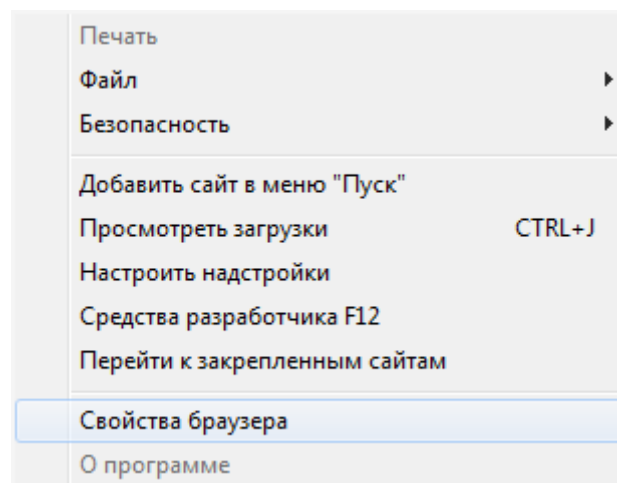 Печать
Файл
Безопасность
Добавить сайт в меню "Пуск"
Просмотреть загрузки CTRL+J
Настроить надстройки
Средства разработчика F12
Перейти к закрепленным сайтам
Свойства браузера
О программе